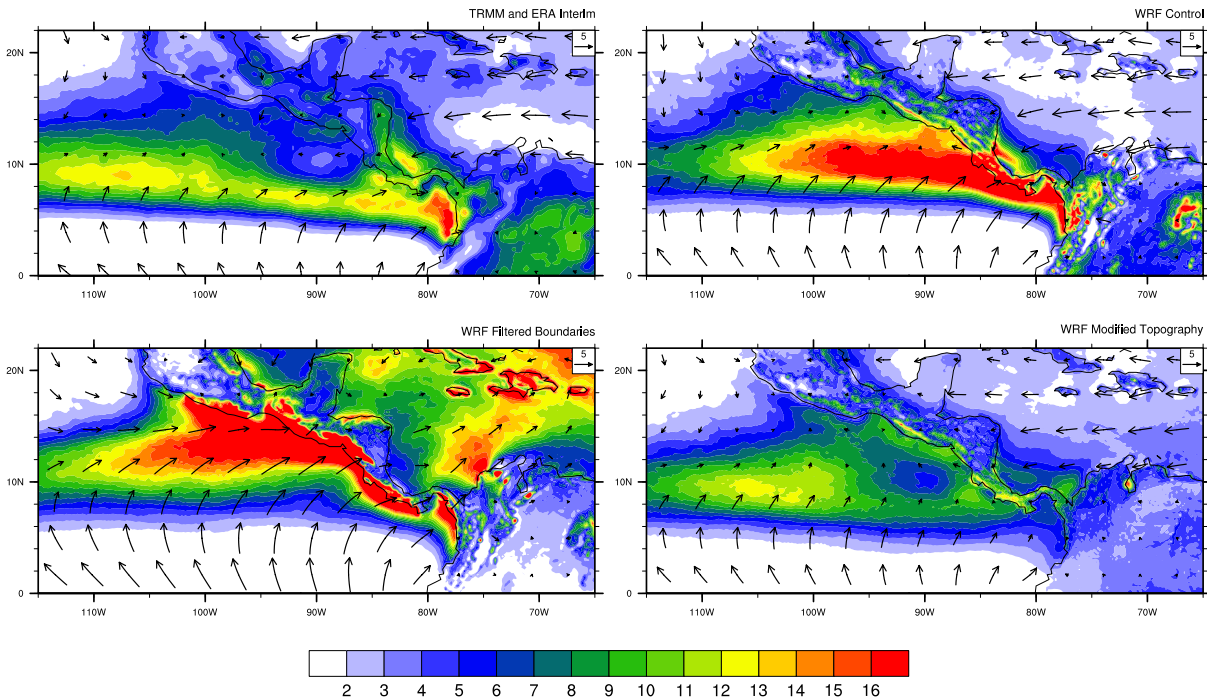 TRMM and ERA Interim
5
20N
10N
0
110W 100W 90W 80W 70W
WRF Control
5
20N
10N
0
110W 100W 90W 80W 70W
WRF Filtered Boundaries
5
20N
10N
0
110W 100W 90W 80W 70W
WRF Modified Topography
5
20N
10N
0
110W 100W 90W 80W 70W
2 3 4 5 6 7 8 9 10 11 12 13 14 15 16